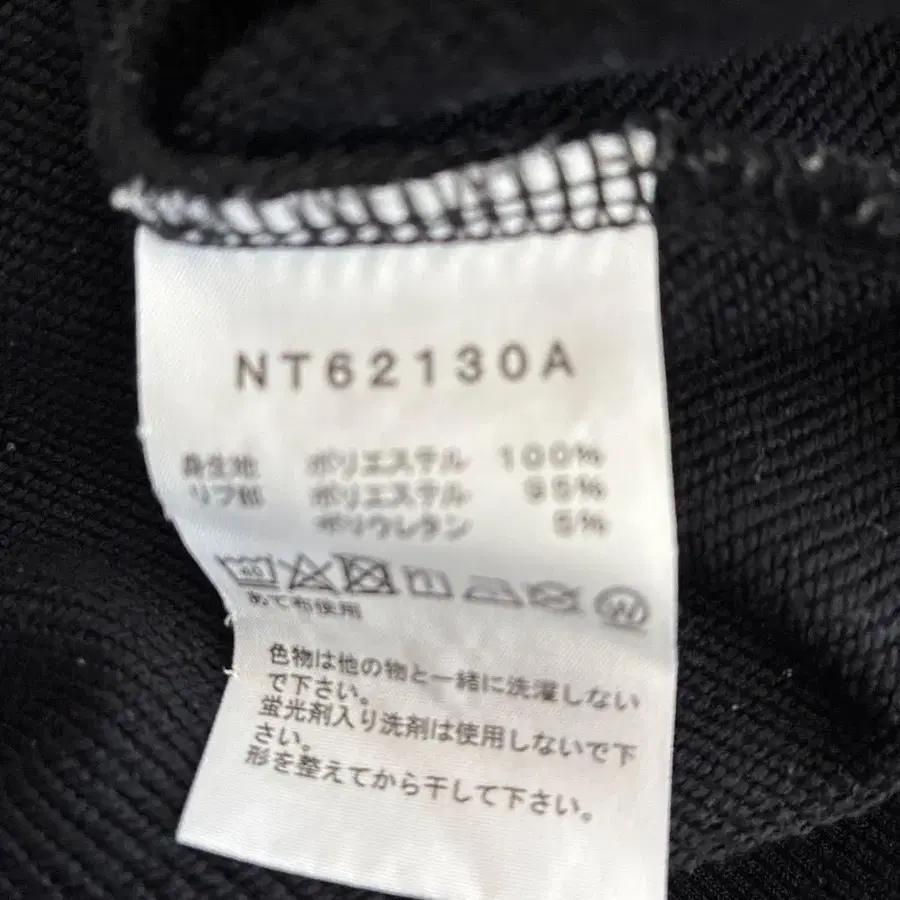 NT62130A
身生地 ポリエステル 100%
リブ部 ポリエステル 95%
ポリウレタン 5%
あて布使用
色物は他の物と一緒に洗濯しない
で下さい。
蛍光剤入り洗剤は使用しないで下
さい。
形を整えてから干して下さい。